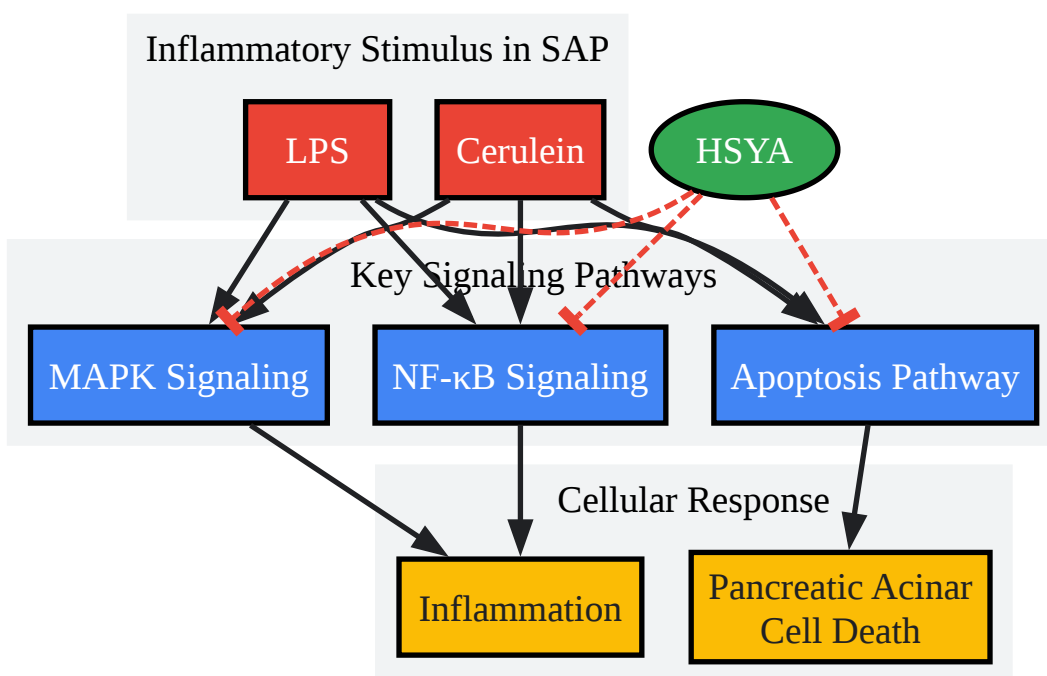 Inflammatory Stimulus in SAP
LPS
Cerulein
HSYA
Key Signaling Pathways
MAPK Signaling
NF-κB Signaling
Apoptosis Pathway
Cellular Response
Inflammation
Pancreatic Acinar
Cell Death